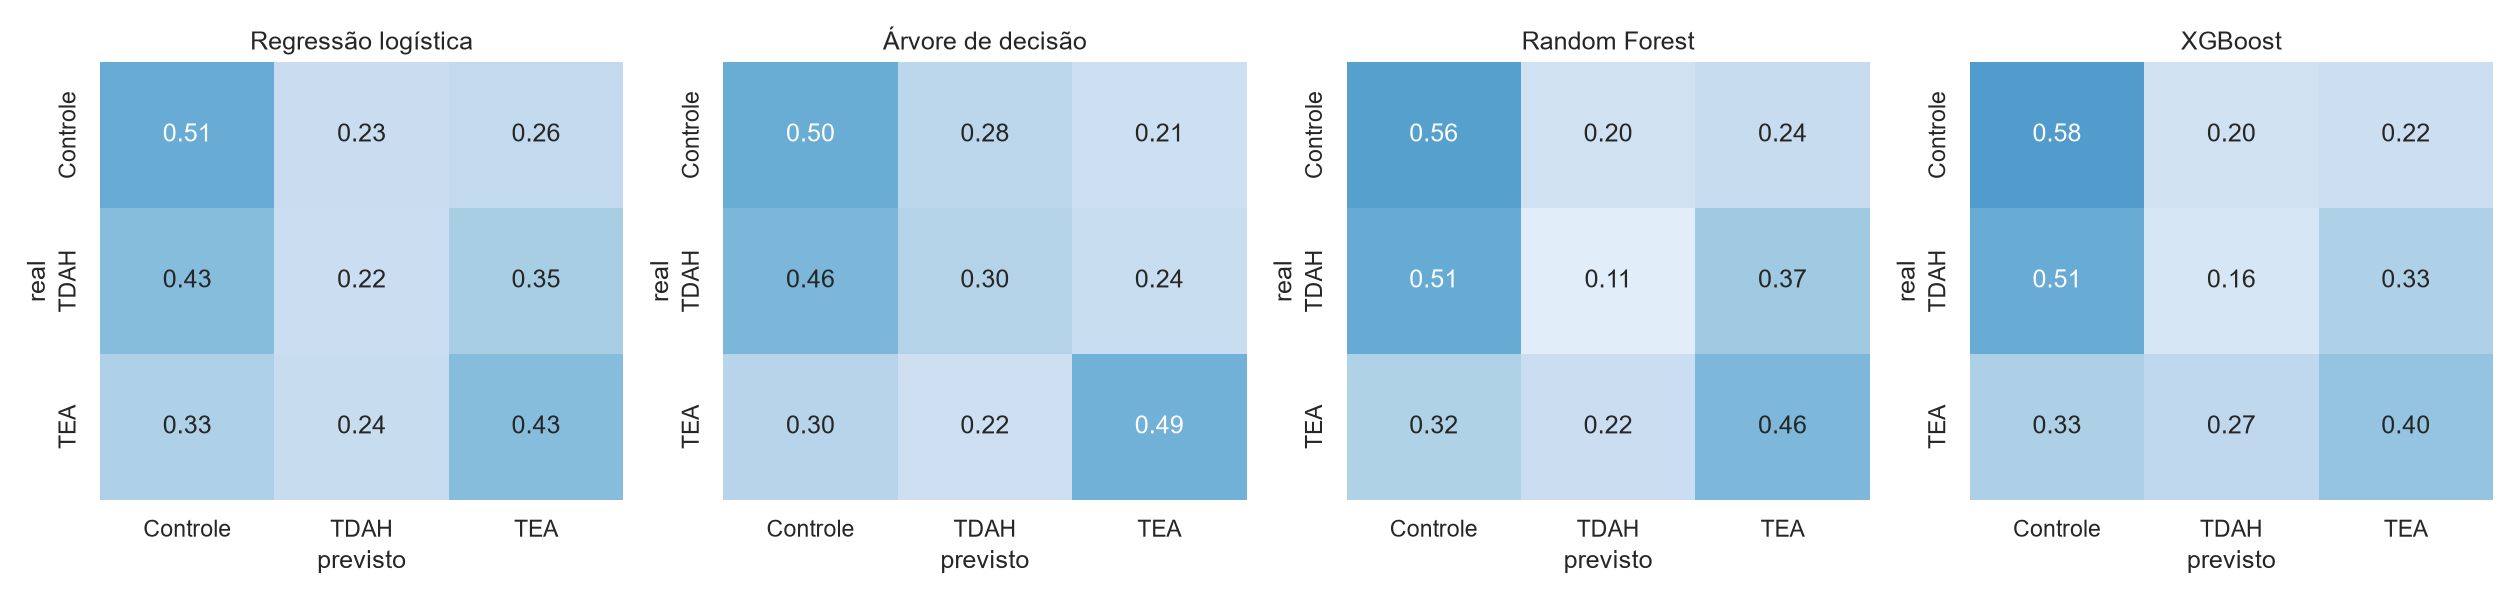 Regressão logística
Controle 0.51 0.23 0.26
real
TDAH 0.43 0.22 0.35
TEA 0.33 0.24 0.43
Controle TDAH TEA
previsto
Árvore de decisão
Controle 0.50 0.28 0.21
real
TDAH 0.46 0.30 0.24
TEA 0.30 0.22 0.49
Controle TDAH TEA
previsto
Random Forest
Controle 0.56 0.20 0.24
real
TDAH 0.51 0.11 0.37
TEA 0.32 0.22 0.46
Controle TDAH TEA
previsto
XGBoost
Controle 0.58 0.20 0.22
real
TDAH 0.51 0.16 0.33
TEA 0.33 0.27 0.40
Controle TDAH TEA
previsto